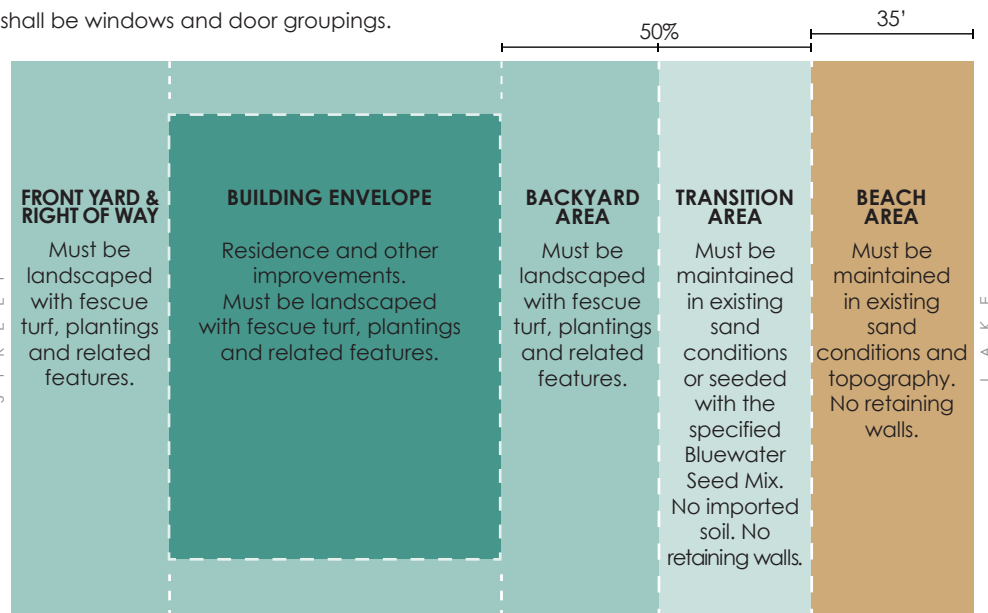 shall be windows and door groupings.
50%
35’
FRONT YARD &
RIGHT OF WAY
Must be
landscaped
with fescue
turf, plantings
and related
features.
BUILDING ENVELOPE
Residence and other
improvements.
Must be landscaped
with fescue turf, plantings
and related features.
BACKYARD
AREA
Must be
landscaped
with fescue
turf, plantings
and related
features.
TRANSITION
AREA
Must be
maintained
in existing
sand
conditions
or seeded
with the
specified
Bluewater
Seed Mix.
No imported
soil. No
retaining walls.
BEACH
AREA
Must be
maintained
in existing
sand
conditions and
topography.
No retaining
walls.
LAKE